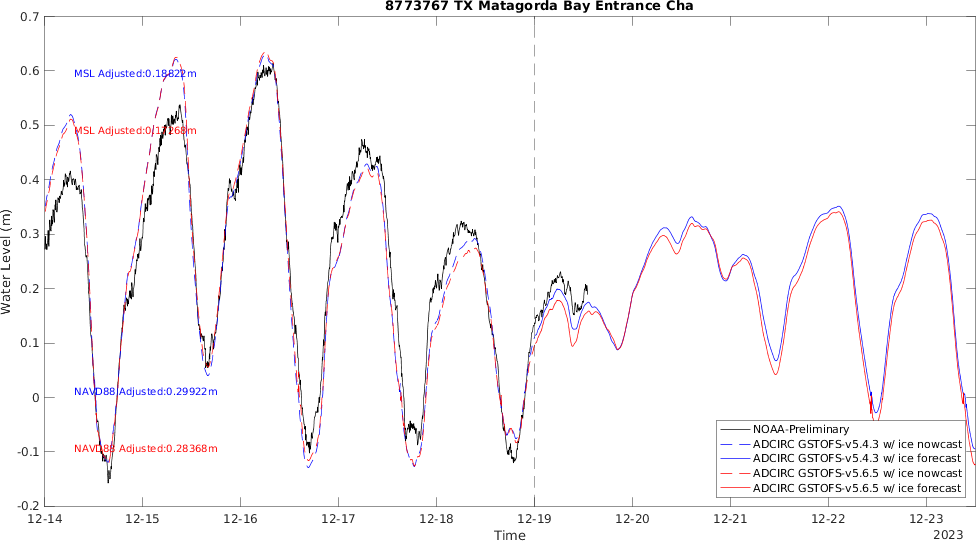 8773767 TX Matagorda Bay Entrance Cha
0.7
0.6
0.5
0.4
0.3
0.2
0.1
0
-0.1
-0.2
Water Level (m)
MSL Adjusted:0.18822m
MSL Adjusted:0.17268m
NAVD88 Adjusted:0.29922m
NAVD88 Adjusted:0.28368m
NOAA-Preliminary
ADCIRC GSTOFS-v5.4.3 w/ ice nowcast
ADCIRC GSTOFS-v5.4.3 w/ ice forecast
ADCIRC GSTOFS-v5.6.5 w/ ice nowcast
ADCIRC GSTOFS-v5.6.5 w/ ice forecast
12-14 12-15 12-16 12-17 12-18 12-19 12-20 12-21 12-22 12-23
Time
2023